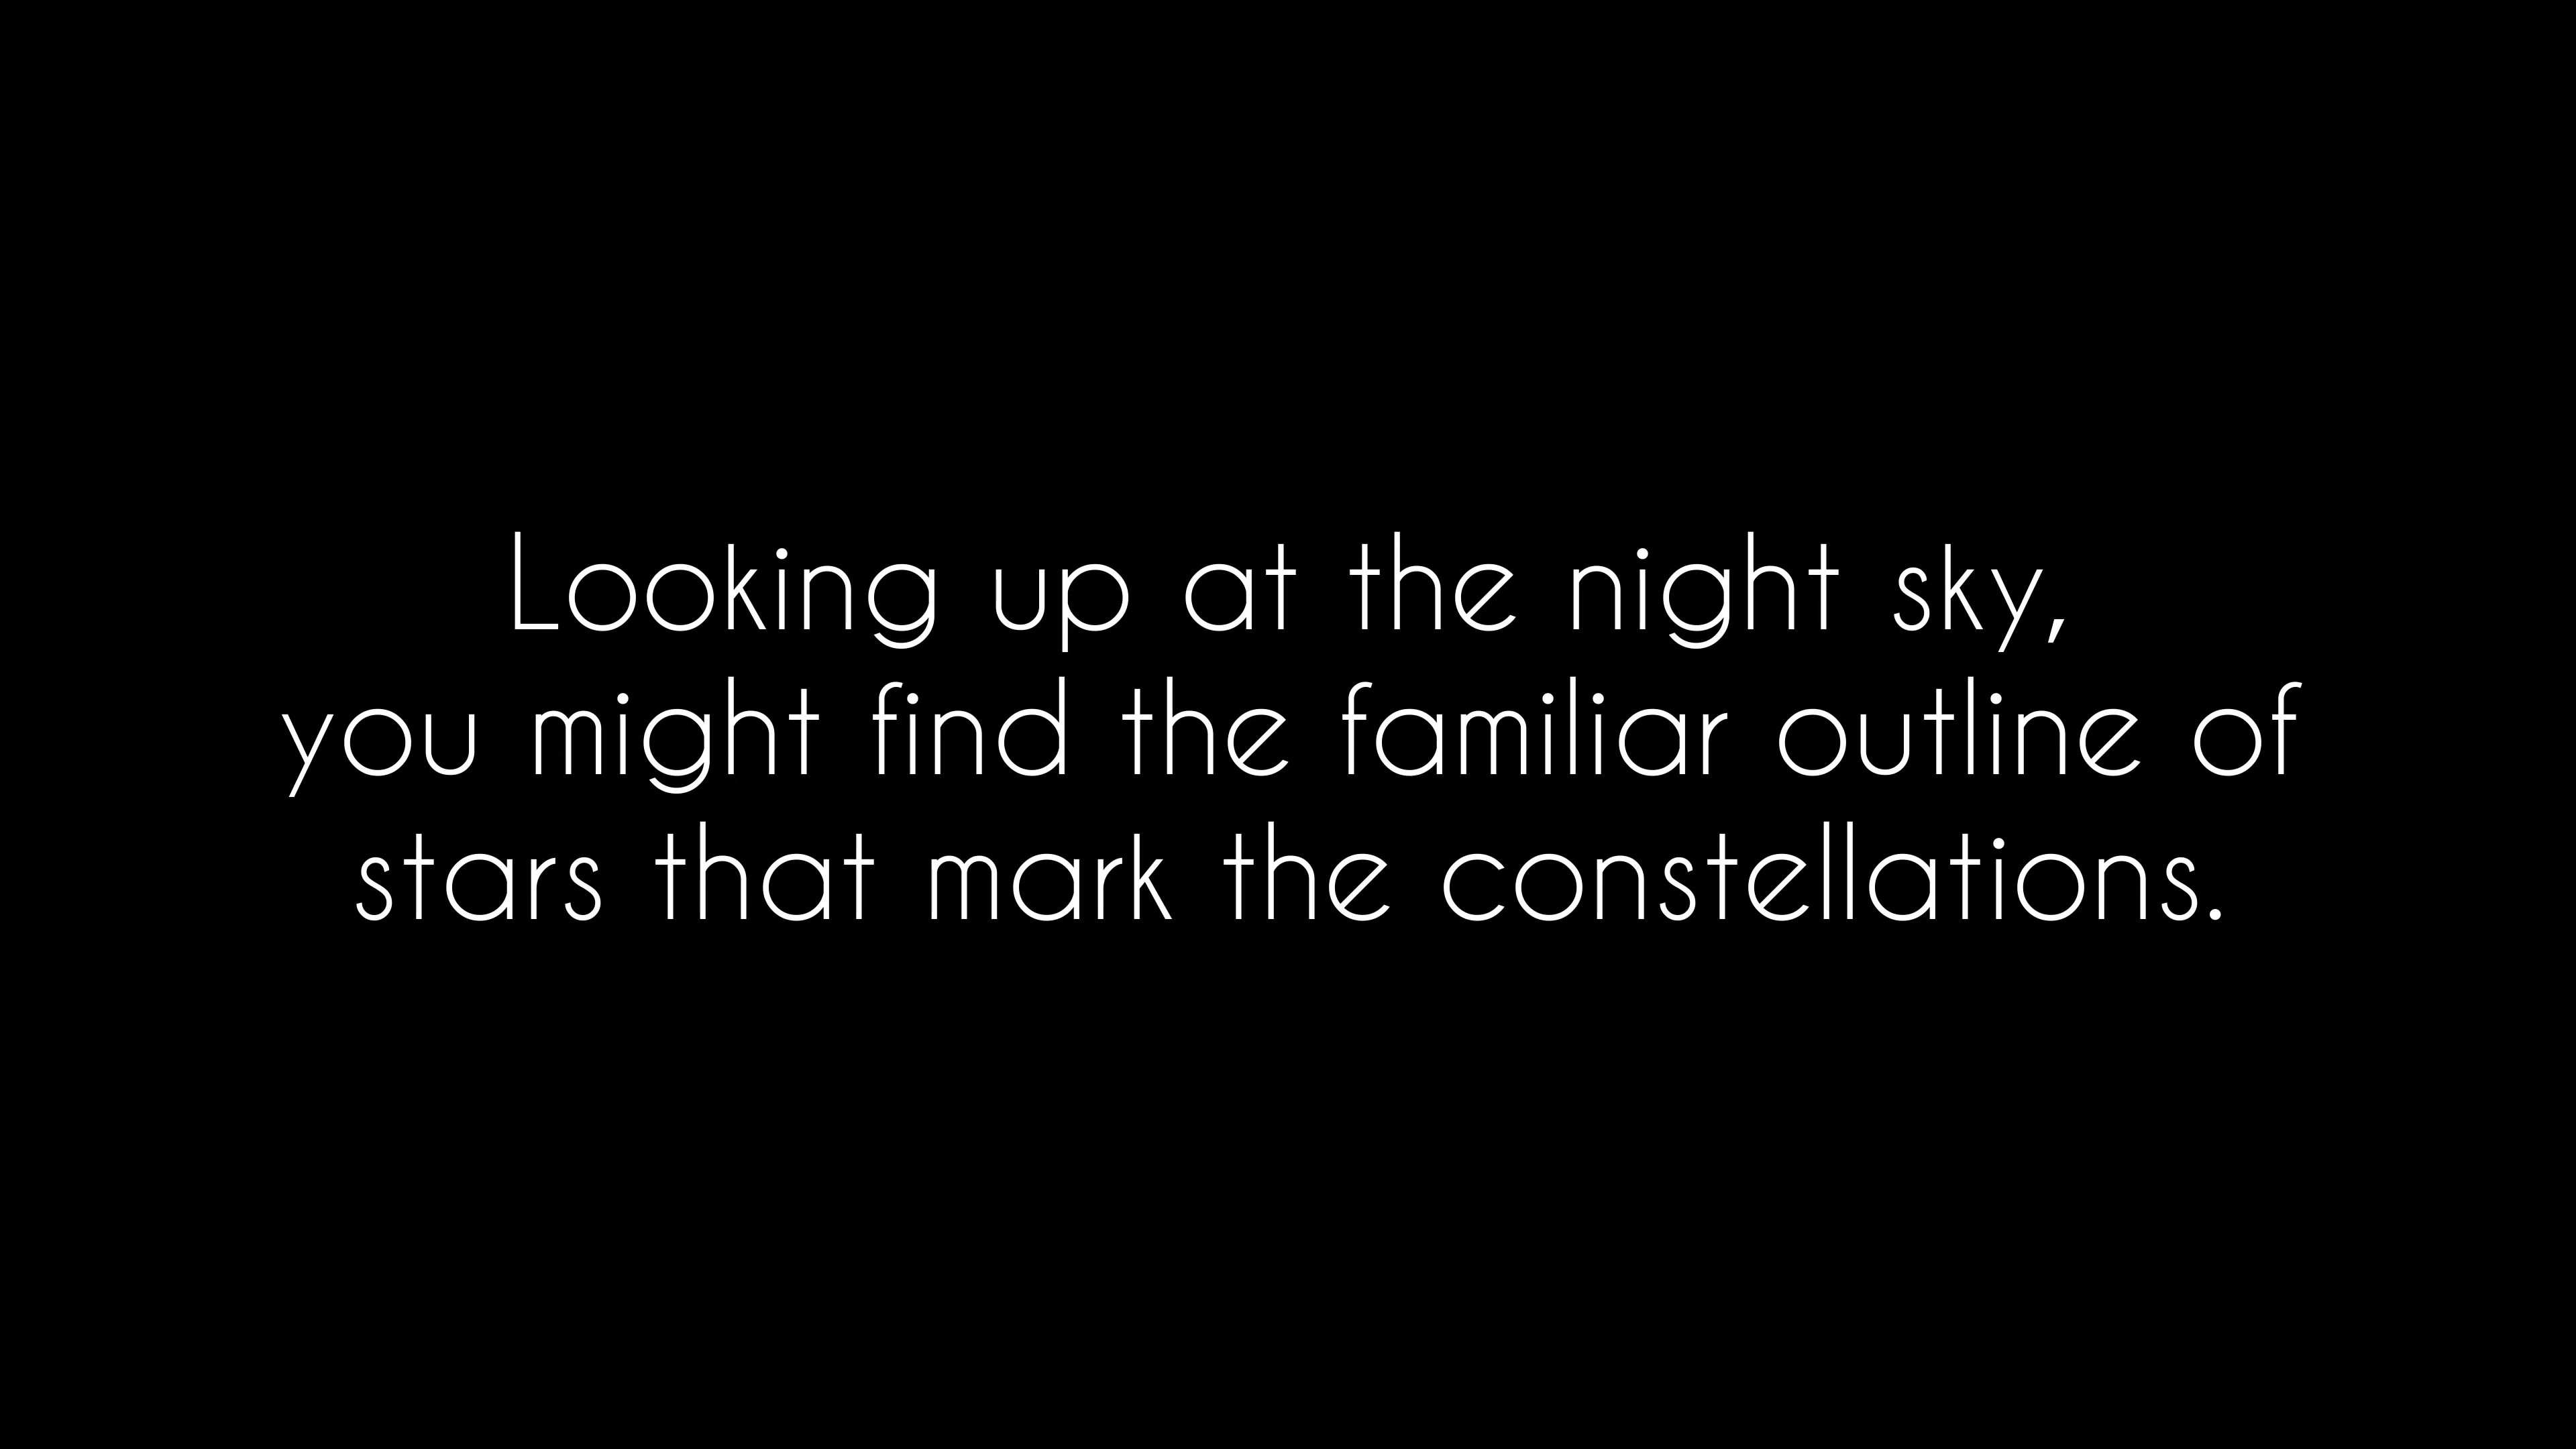 Looking up at the night sky,
you might find the familiar outline of
stars that mark the constellations.